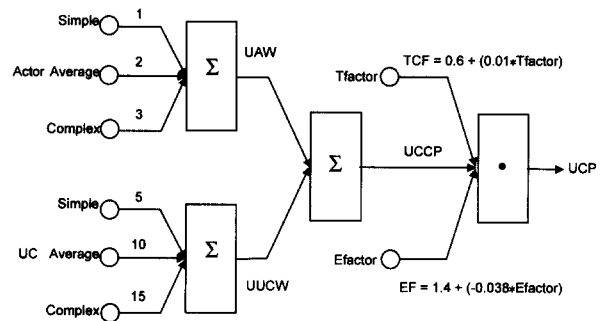 Simple
1
Actor Average
2
Complex
3
Σ
UAW
Simple
5
UC Average
10
Complex
15
Σ
UUCW
Σ
UCCP
Tfactor
TCF = 0.6 + (0.01*Tfactor)
Efactor
EF = 1.4 + (-0.038*Efactor)
•
UCP